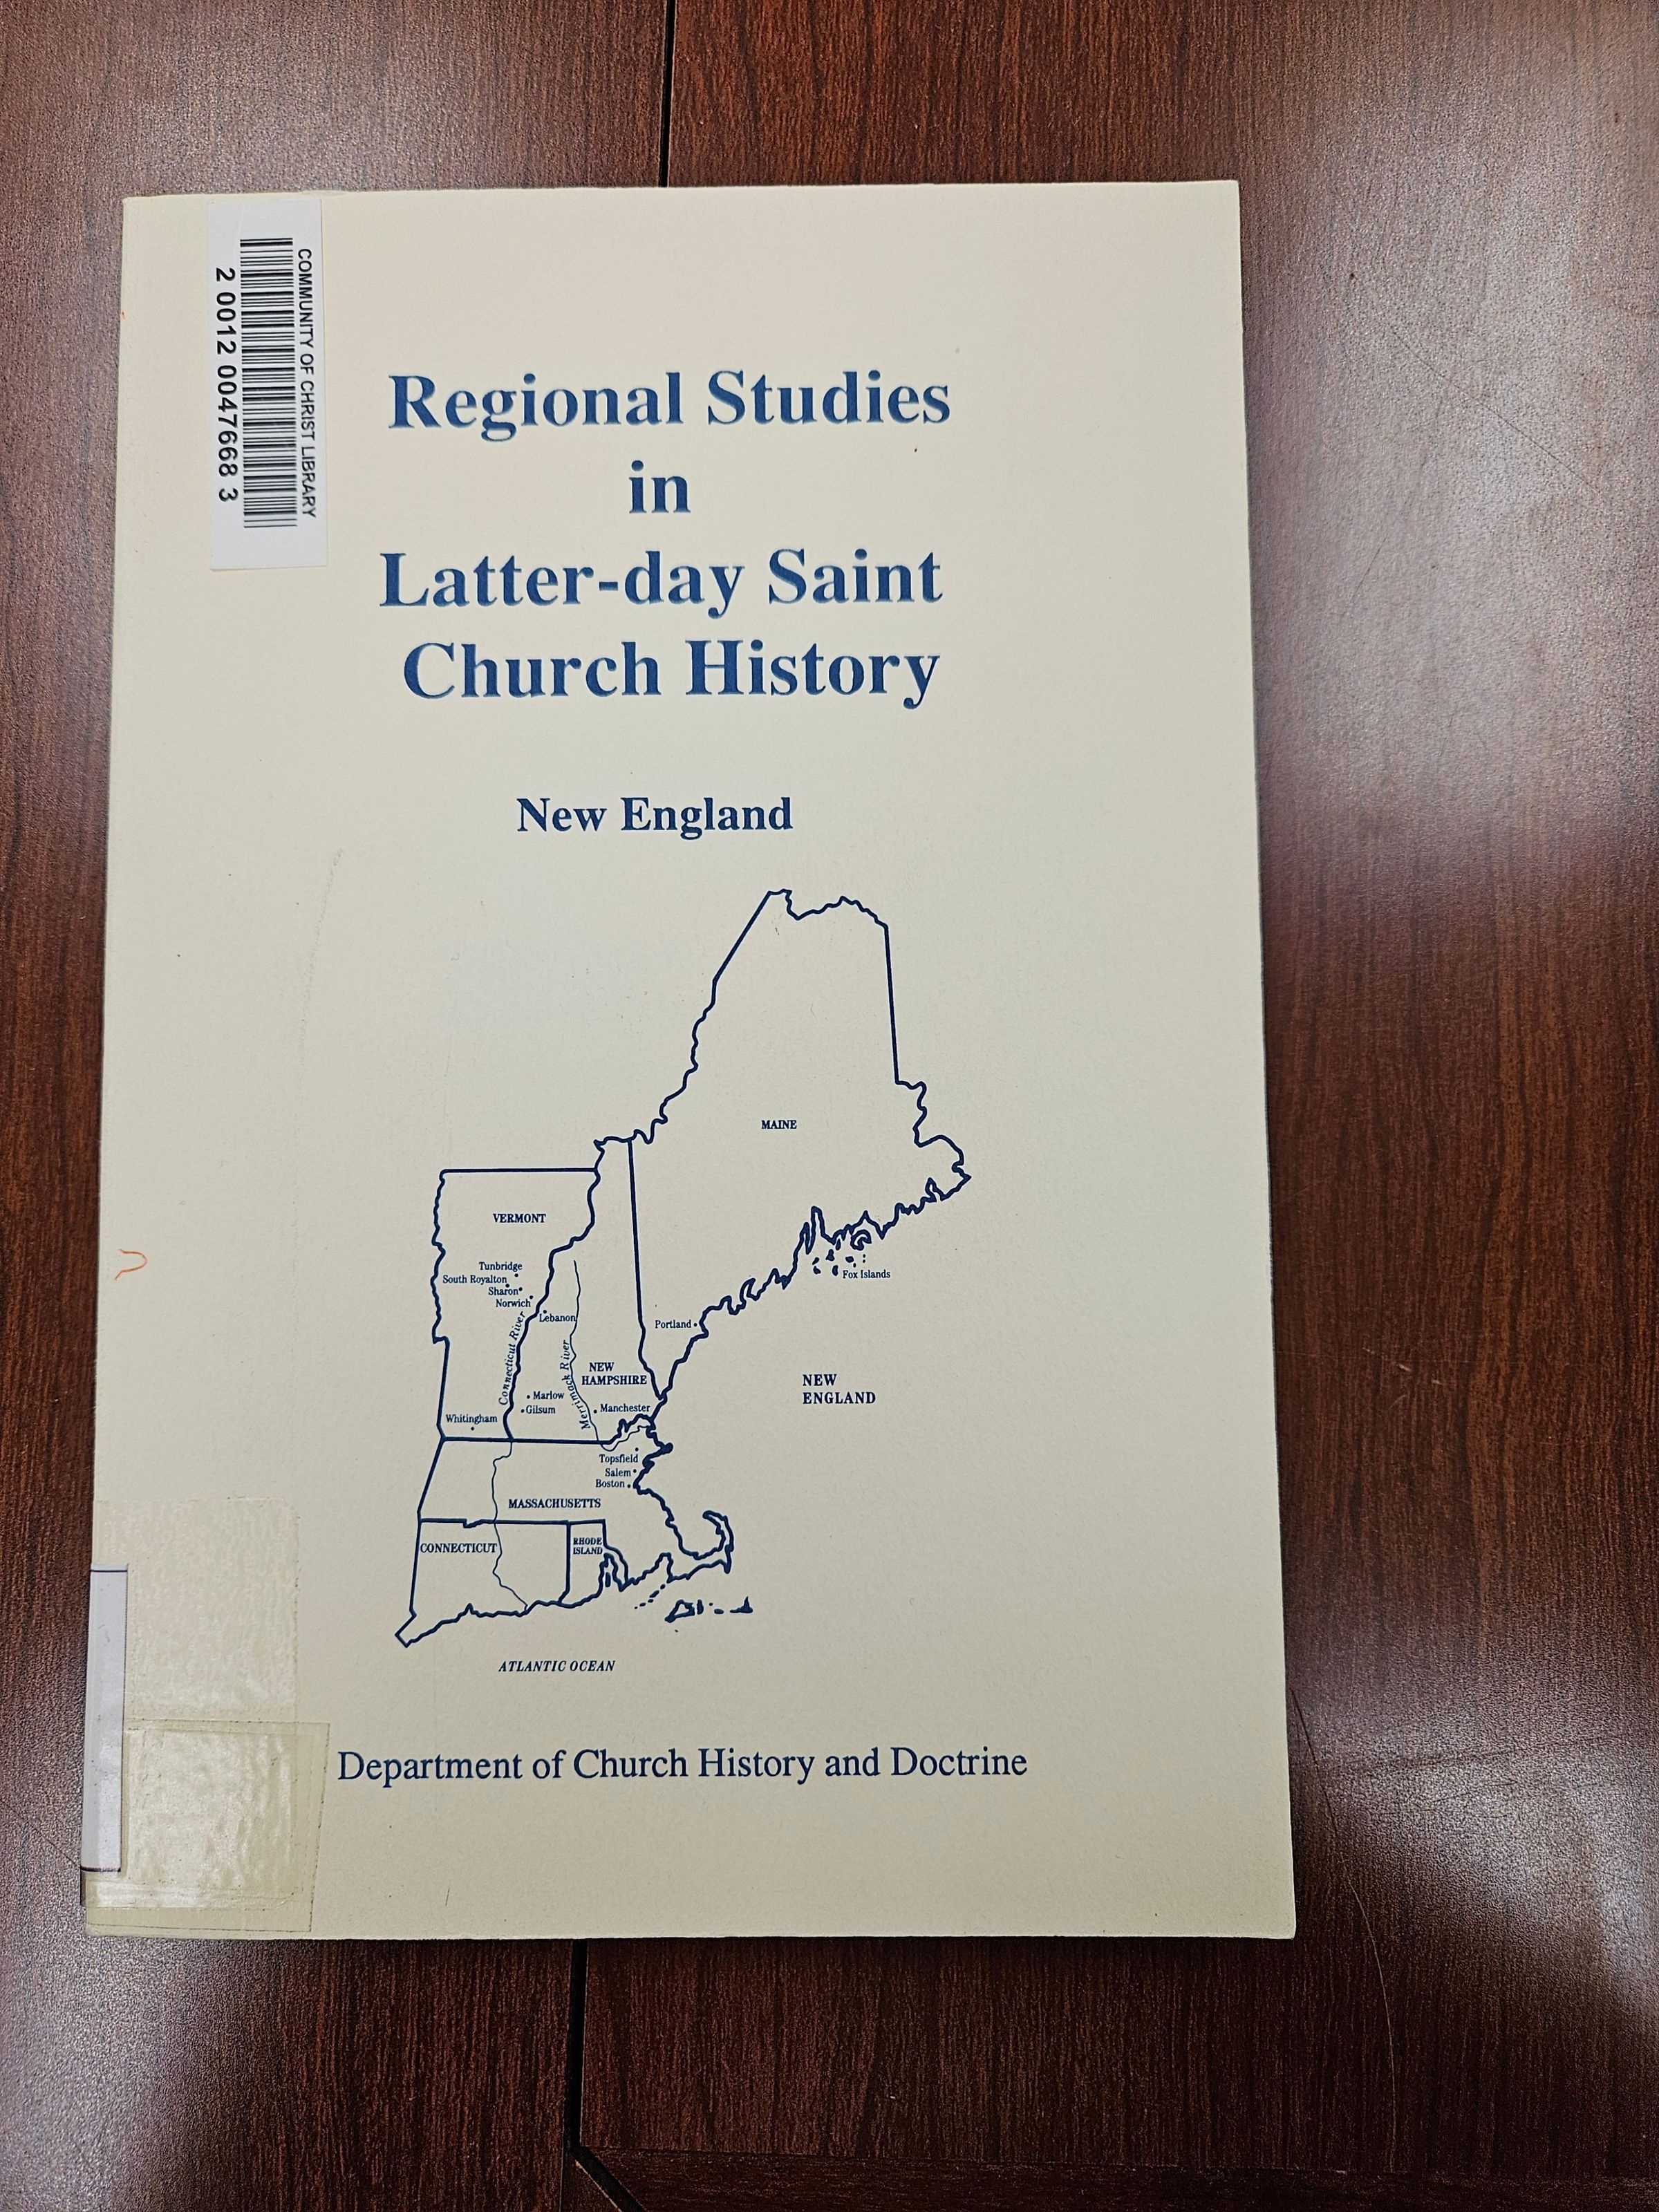 COMMUNITY OF CHRIST LIBRARY
2 0012 0047668 3
Regional Studies
in
Latter-day Saint
Church History
New England
MAINE
VERMONT
Tunbridge
South Royalton
Sharon
Norwich
Lebanon
Fox Islands
Portland
Connecticut River
Merrimack River
NEW
HAMPSHIRE
NEW
ENGLAND
Marlow
Gilsum
Manchester
Whitingham
Topsfield
Salem
Boston
MASSACHUSETTS
CONNECTICUT
RHODE
ISLAND
ATLANTIC OCEAN
Department of Church History and Doctrine